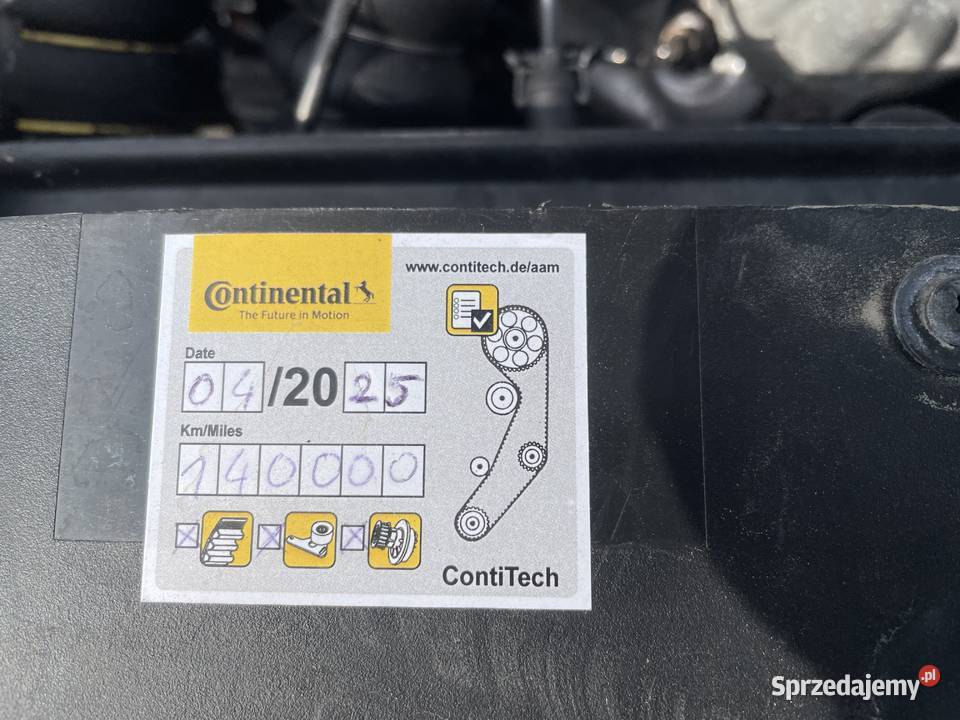 Continental
The Future in Motion
www.contitech.de/aam
Date
04/2025
Km/Miles
140000
ContiTech
Sprzedajemy.pl